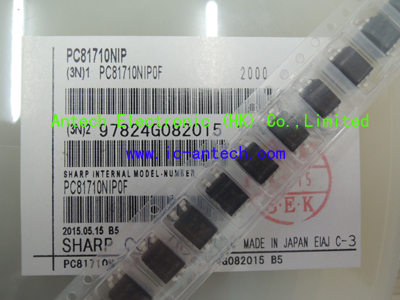 PC81710NIP
(3N)1 PC81710NIP0F 2000
Antech Electronic (HK) Co.,Limited
(3N)2 97824G082015
www.ic-antech.com
SHARP INTERNAL MODEL-NUMBER
PC81710NIP0F
2015.05.15 B5
S.E.K
SHARP MADE IN JAPAN EIAJ C-3
PC81710N G082015 B5